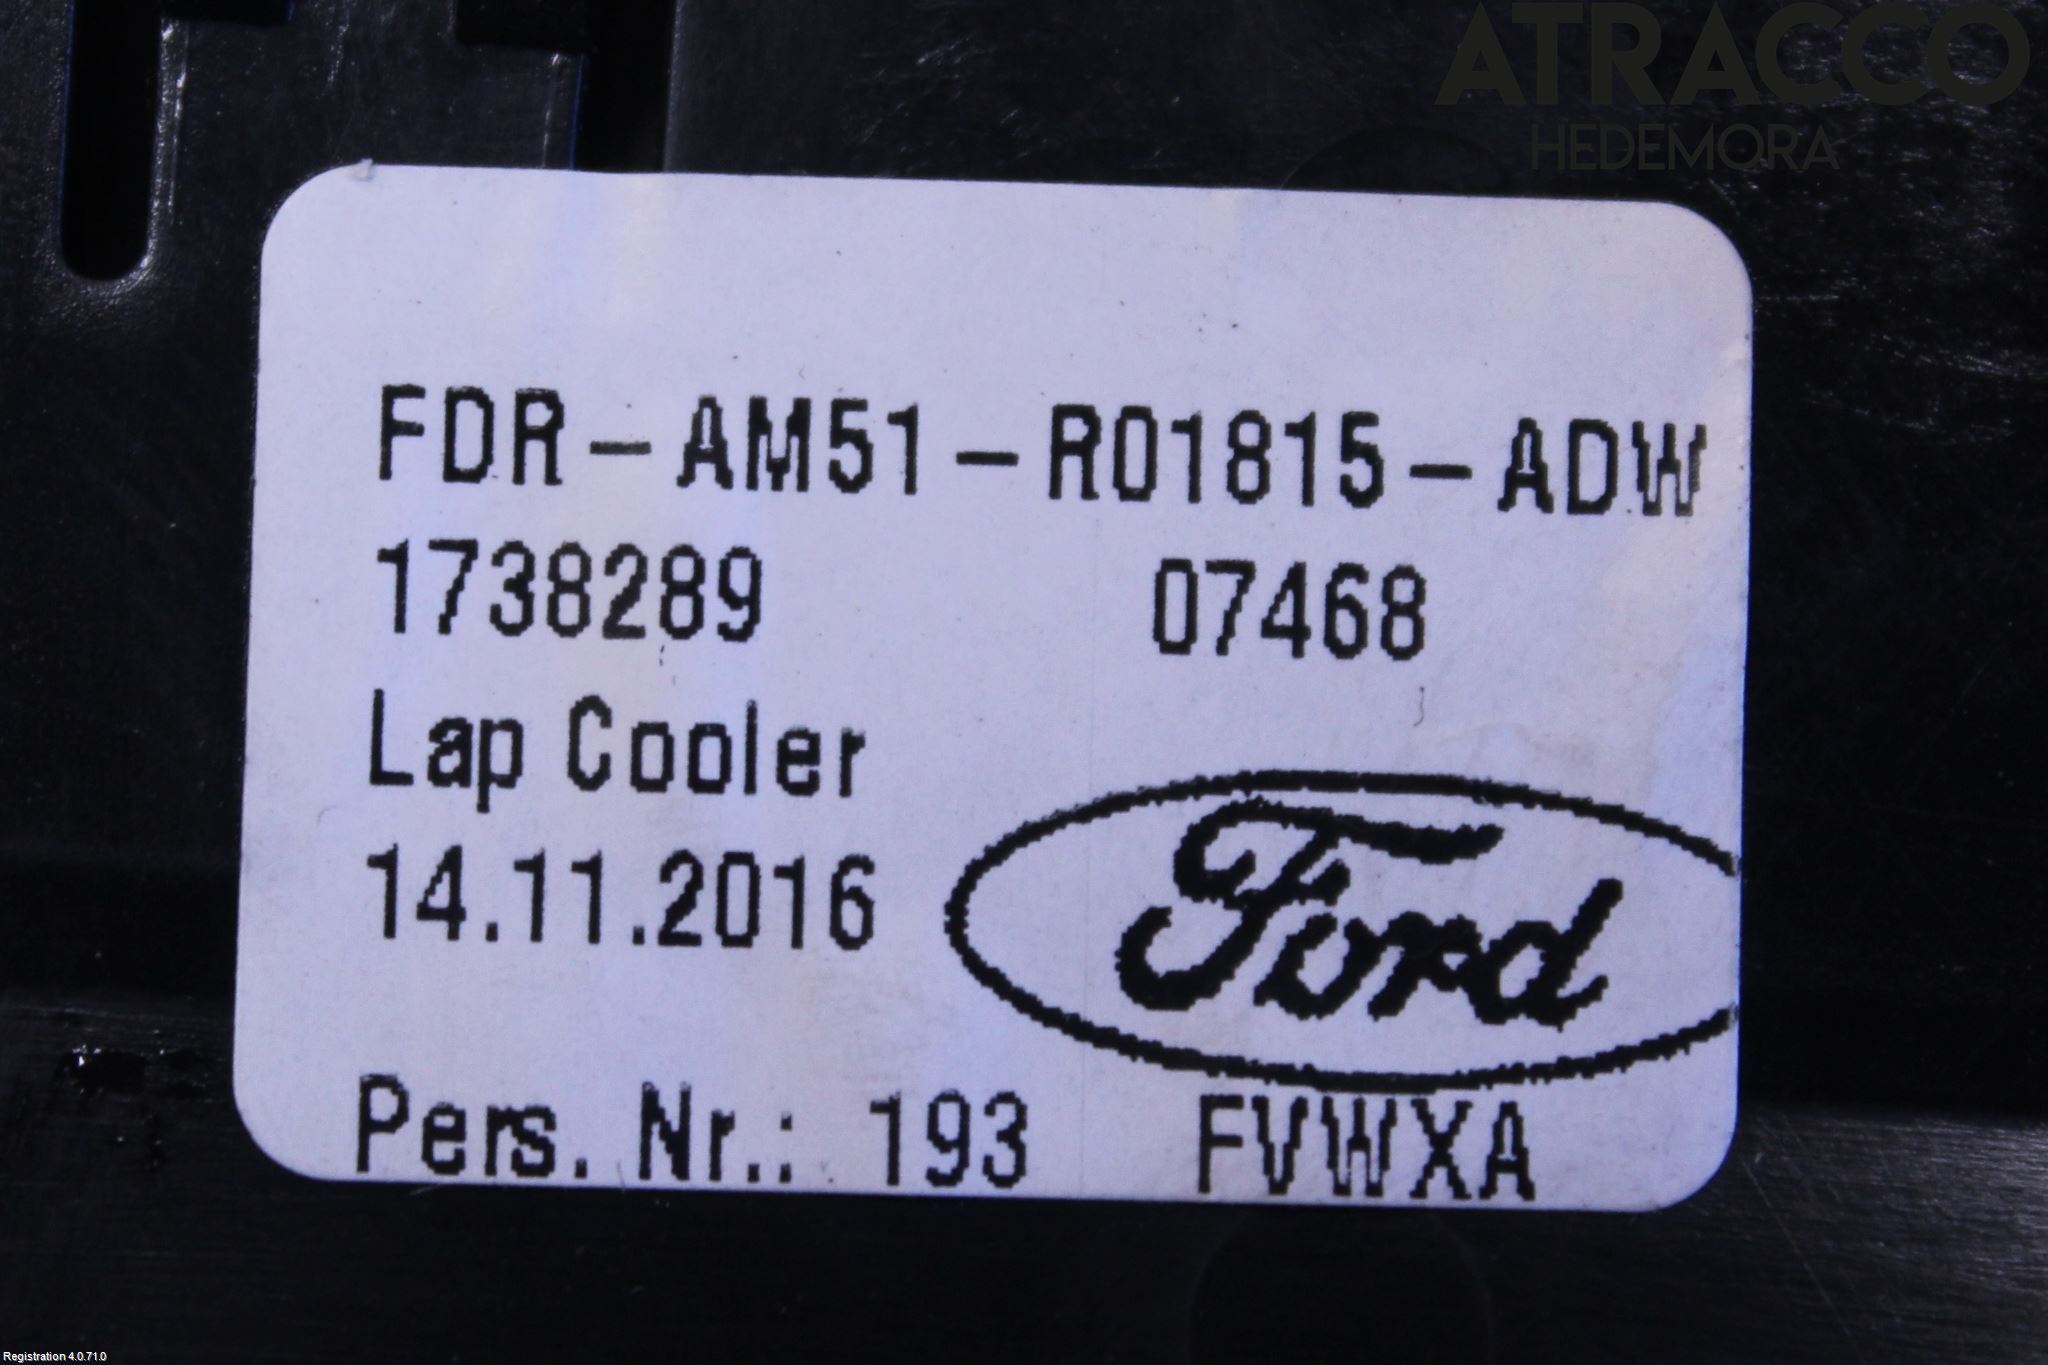 ATRACCO
HEDEMORA
FDR-AM51-R01815-ADW
1738289 07468
Lap Cooler
14.11.2016
Ford
Pers. Nr.: 193 FVWXA
Registration 4.0.71.0